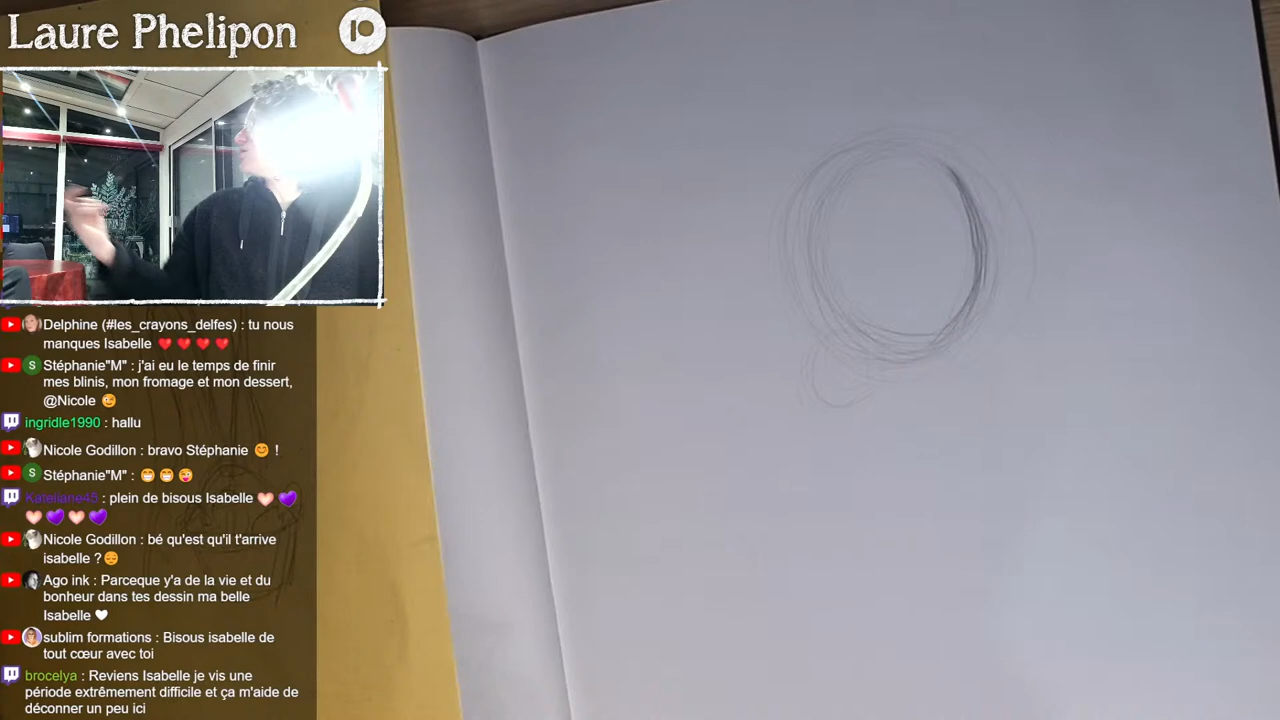 Laure Phelipon
Delphine (#les_crayons_delfes) : tu nous
manques Isabelle ❤️ ❤️ ❤️ ❤️
Stéphanie"M" : j'ai eu le temps de finir
mes blinis, mon fromage et mon dessert,
@Nicole 😉
ingridle1990 : hallu
Nicole Godillon : bravo Stéphanie 😊 !
Stéphanie"M" : 😁 😁 😜
Kateliane45 : plein de bisous Isabelle 🩷 💜
🩷 💜 🩷 💜
Nicole Godillon : bé qu'est qu'il t'arrive
isabelle ?😔
Ago ink : Parceque y'a de la vie et du
bonheur dans tes dessin ma belle
Isabelle 🤍
sublim formations : Bisous isabelle de
tout cœur avec toi
brocelya : Reviens Isabelle je vis une
période extrêmement difficile et ça m'aide de
déconner un peu ici